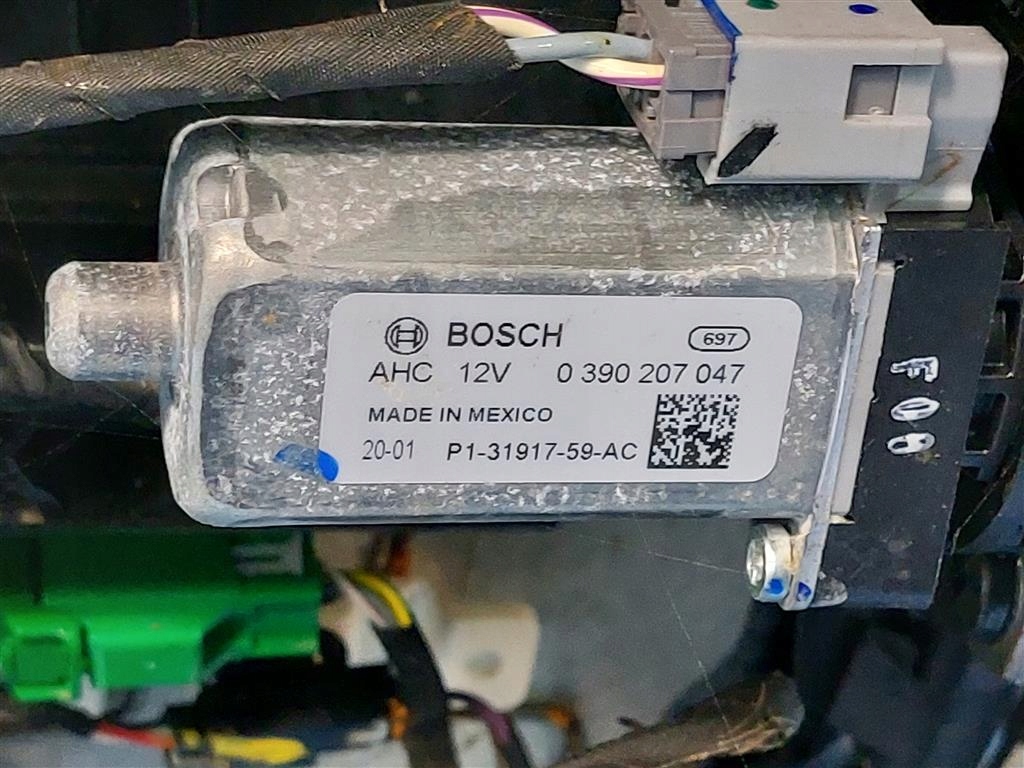 BOSCH 697
AHC 12V 0 390 207 047
MADE IN MEXICO
20-01 P1-31917-59-AC